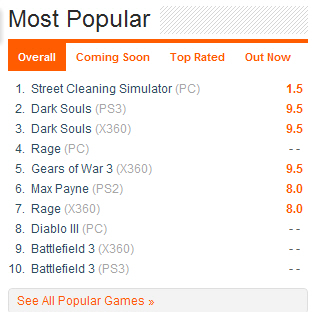 Most Popular
Overall Coming Soon Top Rated Out Now
1. Street Cleaning Simulator (PC) 1.5
2. Dark Souls (PS3) 9.5
3. Dark Souls (X360) 9.5
4. Rage (PC) - -
5. Gears of War 3 (X360) 9.5
6. Max Payne (PS2) 8.0
7. Rage (X360) 8.0
8. Diablo III (PC) - -
9. Battlefield 3 (X360) - -
10. Battlefield 3 (PS3) - -
See All Popular Games »